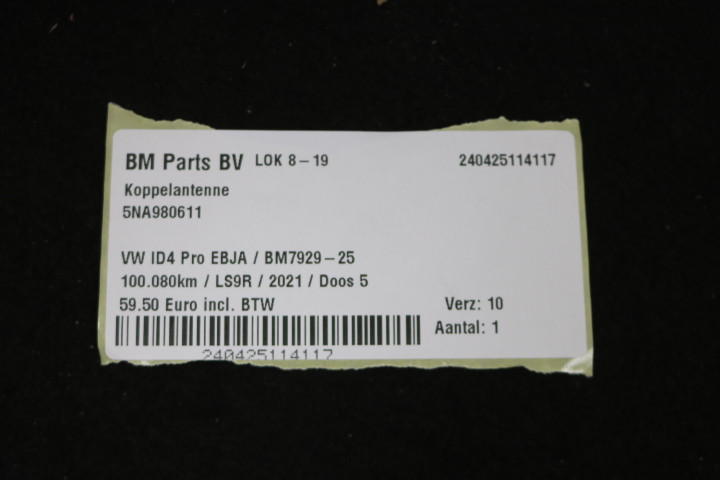 BM Parts BV LOK 8-19 240425114117
Koppelantenne
5NA980611
VW ID4 Pro EBJA / BM7929-25
100.080km / LS9R / 2021 / Doos 5
59.50 Euro incl. BTW Verz: 10
Aantal: 1
240425114117